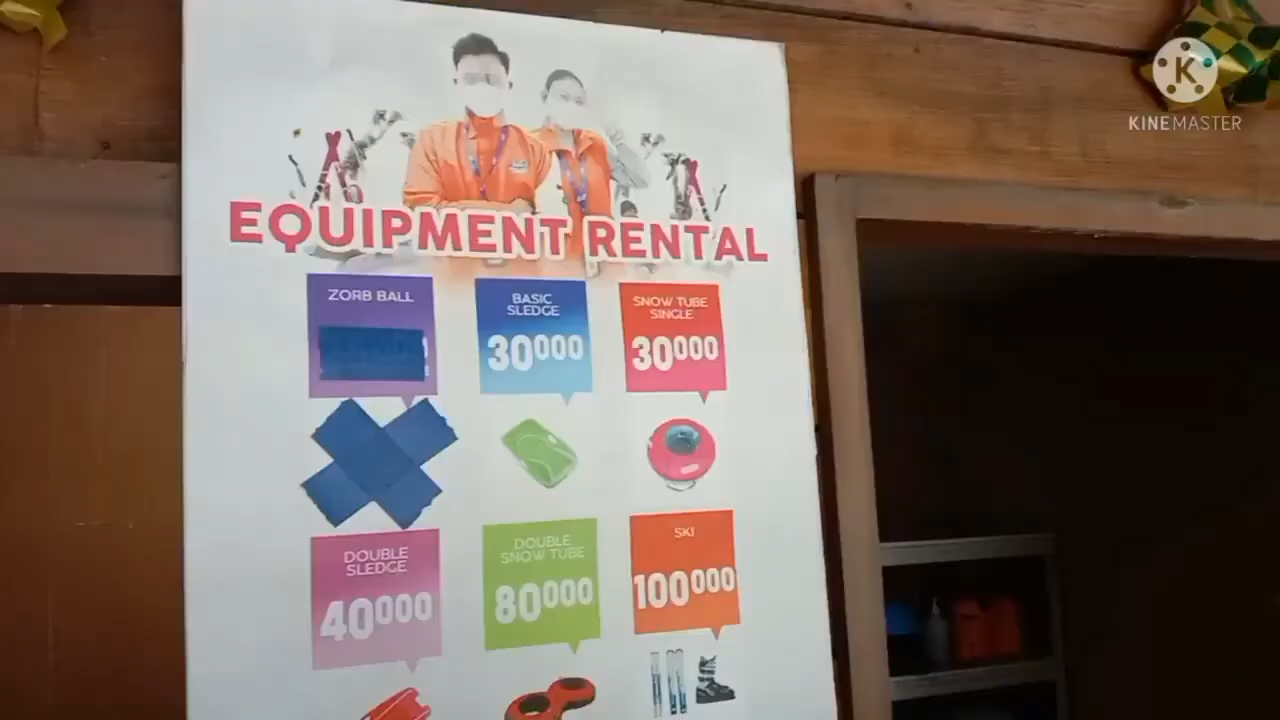 K
KINEMASTER
EQUIPMENT RENTAL
ZORB BALL
BASIC
SLEDGE
30000
SNOW TUBE
SINGLE
30000
DOUBLE
SLEDGE
40000
DOUBLE
SNOW TUBE
80000
SKI
100000